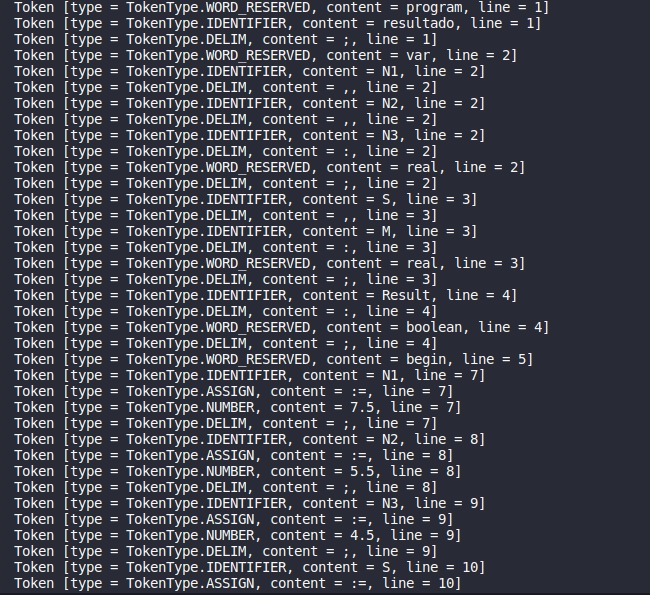 Token [type = TokenType.WORD_RESERVED, content = program, line = 1]
Token [type = TokenType.IDENTIFIER, content = resultado, line = 1]
Token [type = TokenType.DELIM, content = ;, line = 1]
Token [type = TokenType.WORD_RESERVED, content = var, line = 2]
Token [type = TokenType.IDENTIFIER, content = N1, line = 2]
Token [type = TokenType.DELIM, content = ,, line = 2]
Token [type = TokenType.IDENTIFIER, content = N2, line = 2]
Token [type = TokenType.DELIM, content = ,, line = 2]
Token [type = TokenType.IDENTIFIER, content = N3, line = 2]
Token [type = TokenType.DELIM, content = :, line = 2]
Token [type = TokenType.WORD_RESERVED, content = real, line = 2]
Token [type = TokenType.DELIM, content = ;, line = 2]
Token [type = TokenType.IDENTIFIER, content = S, line = 3]
Token [type = TokenType.DELIM, content = ,, line = 3]
Token [type = TokenType.IDENTIFIER, content = M, line = 3]
Token [type = TokenType.DELIM, content = :, line = 3]
Token [type = TokenType.WORD_RESERVED, content = real, line = 3]
Token [type = TokenType.DELIM, content = ;, line = 3]
Token [type = TokenType.IDENTIFIER, content = Result, line = 4]
Token [type = TokenType.DELIM, content = :, line = 4]
Token [type = TokenType.WORD_RESERVED, content = boolean, line = 4]
Token [type = TokenType.DELIM, content = ;, line = 4]
Token [type = TokenType.WORD_RESERVED, content = begin, line = 5]
Token [type = TokenType.IDENTIFIER, content = N1, line = 7]
Token [type = TokenType.ASSIGN, content = :=, line = 7]
Token [type = TokenType.NUMBER, content = 7.5, line = 7]
Token [type = TokenType.DELIM, content = ;, line = 7]
Token [type = TokenType.IDENTIFIER, content = N2, line = 8]
Token [type = TokenType.ASSIGN, content = :=, line = 8]
Token [type = TokenType.NUMBER, content = 5.5, line = 8]
Token [type = TokenType.DELIM, content = ;, line = 8]
Token [type = TokenType.IDENTIFIER, content = N3, line = 9]
Token [type = TokenType.ASSIGN, content = :=, line = 9]
Token [type = TokenType.NUMBER, content = 4.5, line = 9]
Token [type = TokenType.DELIM, content = ;, line = 9]
Token [type = TokenType.IDENTIFIER, content = S, line = 10]
Token [type = TokenType.ASSIGN, content = :=, line = 10]